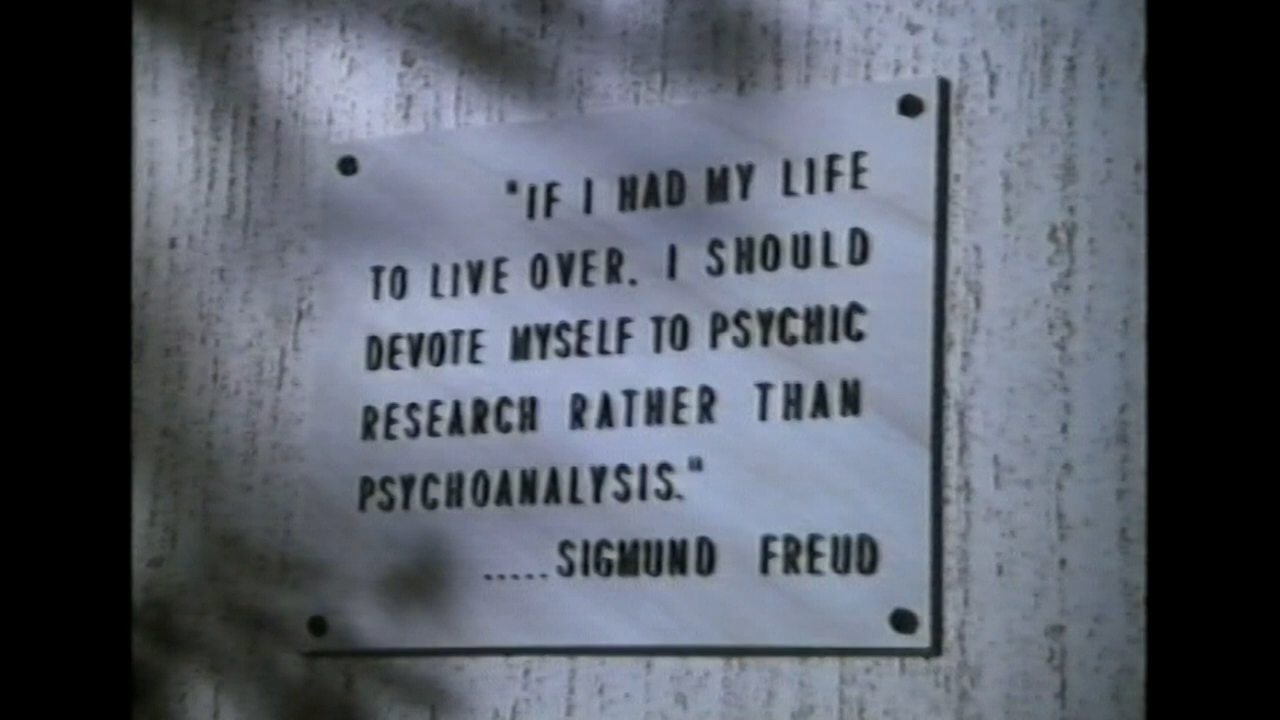 "IF I HAD MY LIFE
TO LIVE OVER. I SHOULD
DEVOTE MYSELF TO PSYCHIC
RESEARCH RATHER THAN
PSYCHOANALYSIS."
.....SIGMUND FREUD